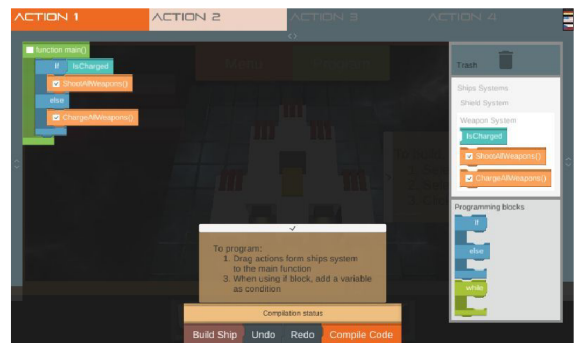 ACTION 1
ACTION 2
ACTION 3
ACTION 4
<>
function main()
if IsCharged
ShootAllWeapons()
else
ChargeAllWeapons()
Menu
Trash
Ships Systems
Shield System
Weapon System
IsCharged
ShootAllWeapons()
ChargeAllWeapons()
Programming blocks
if
else
while
To program:
1. Drag actions form ships system
to the main function
3. When using if block, add a variable
as condition
Compilation status
Build Ship Undo Redo Compile Code